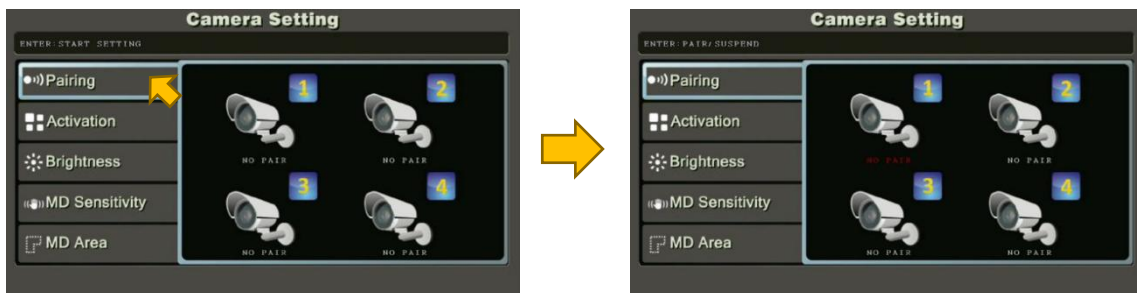 Camera Setting
ENTER:START SETTING
Pairing
Activation
Brightness
MD Sensitivity
MD Area
1
2
NO PAIR
NO PAIR
3
4
NO PAIR
NO PAIR
Camera Setting
ENTER:PAIR/SUSPEND
Pairing
Activation
Brightness
MD Sensitivity
MD Area
1
2
NO PAIR
NO PAIR
3
4
NO PAIR
NO PAIR